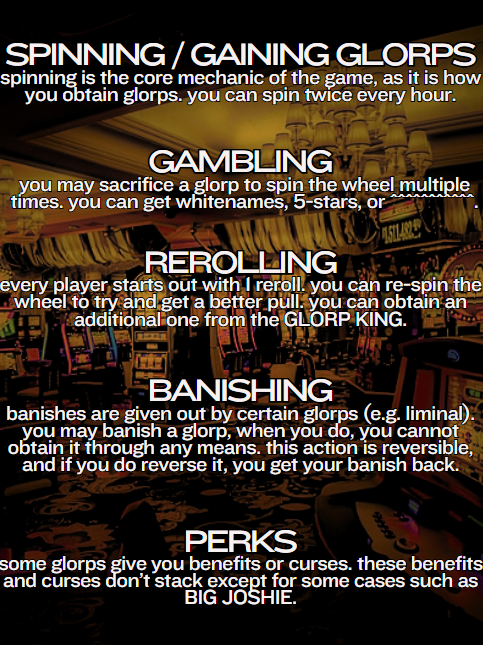 SPINNING / GAINING GLORPS
spinning is the core mechanic of the game, as it is how
you obtain glorps. you can spin twice every hour.
GAMBLING
you may sacrifice a glorp to spin the wheel multiple
times. you can get whitenames, 5-stars, or ^^^^^^^^^^^.
REROLLING
every player starts out with 1 reroll. you can re-spin the
wheel to try and get a better pull. you can obtain an
additional one from the GLORP KING.
BANISHING
banishes are given out by certain glorps (e.g. liminal).
you may banish a glorp, when you do, you cannot
obtain it through any means. this action is reversible,
and if you do reverse it, you get your banish back.
PERKS
some glorps give you benefits or curses. these benefits
and curses don't stack except for some cases such as
BIG JOSHIE.